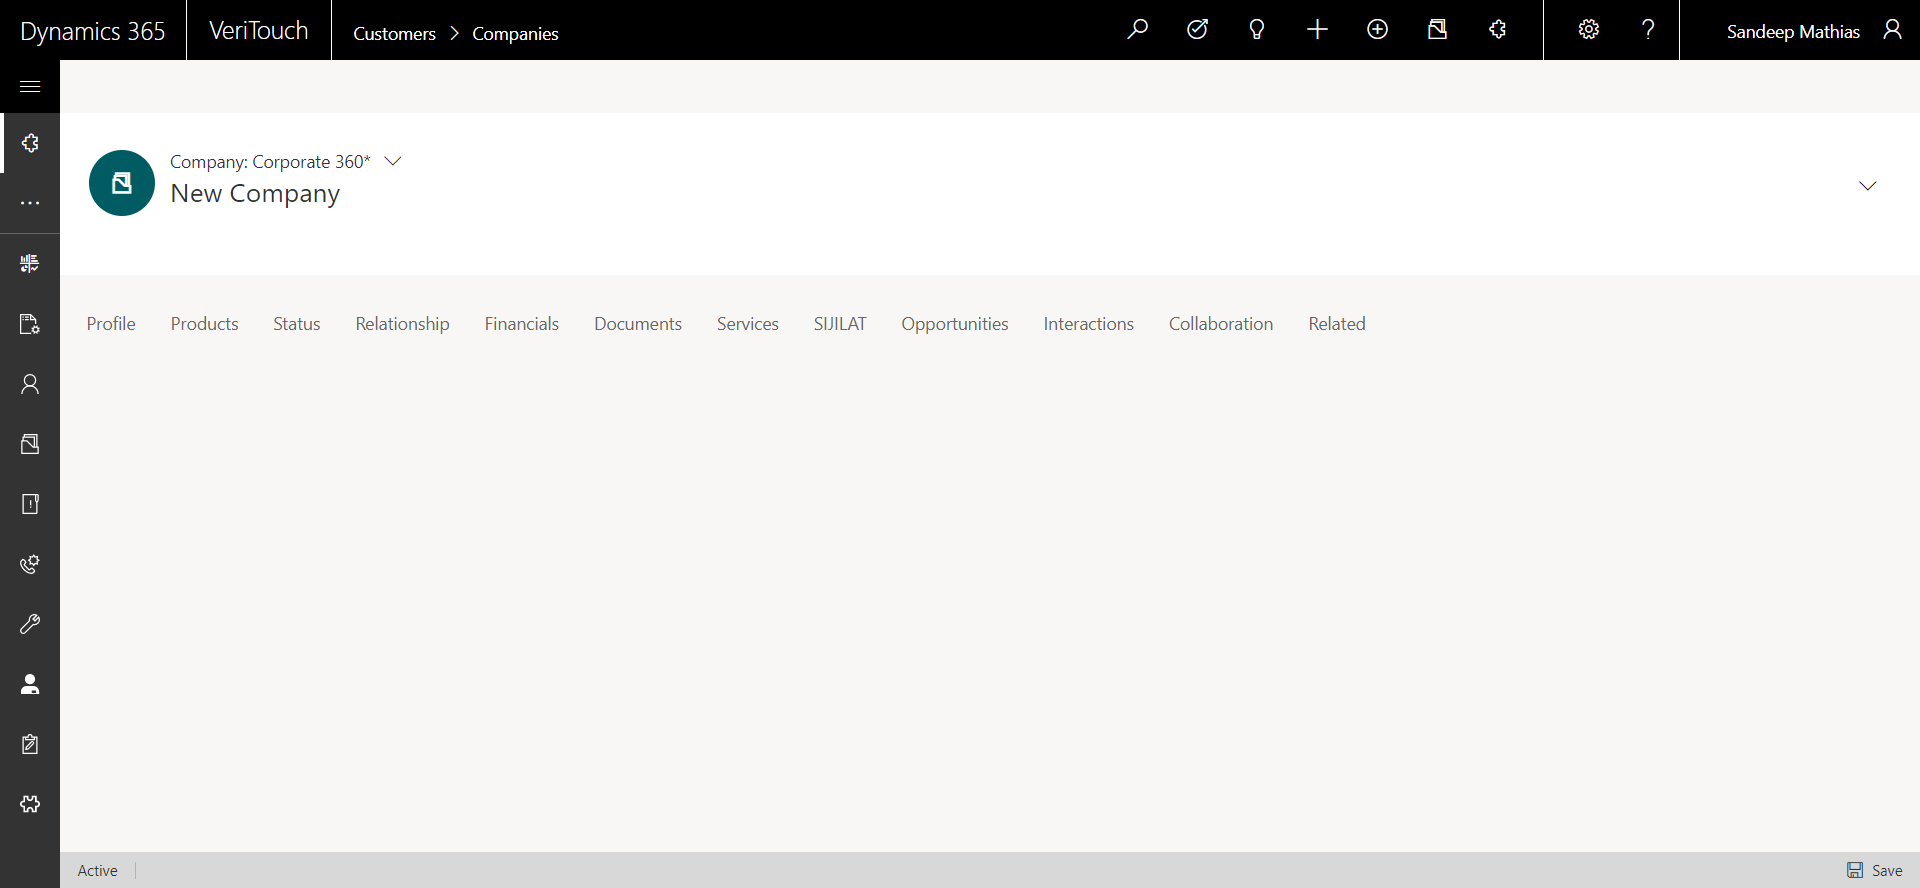 Dynamics 365
VeriTouch
Customers > Companies
Sandeep Mathias
Company: Corporate 360*
New Company
Profile Products Status Relationship Financials Documents Services SIJILAT Opportunities Interactions Collaboration Related
Active
Save